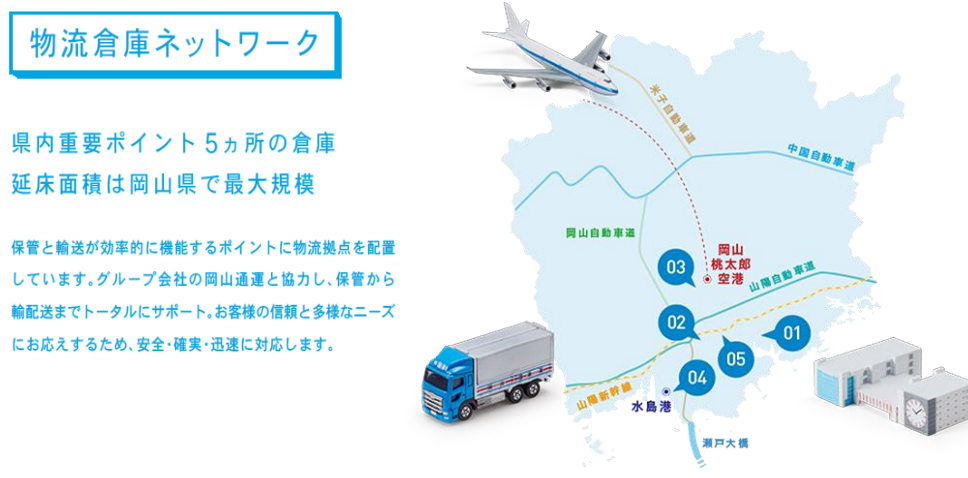 物流倉庫ネットワーク
県内重要ポイント5ヵ所の倉庫
延床面積は岡山県で最大規模
保管と輸送が効率的に機能するポイントに物流拠点を配置
しています。グループ会社の岡山通運と協力し、保管から
輸配送までトータルにサポート。お客様の信頼と多様なニーズ
にお応えするため、安全・確実・迅速に対応します。
米子自動車道
中国自動車道
岡山自動車道
岡山
桃太郎
空港
03
山陽自動車道
02
01
05
04
山陽新幹線
水島港
瀬戸大橋